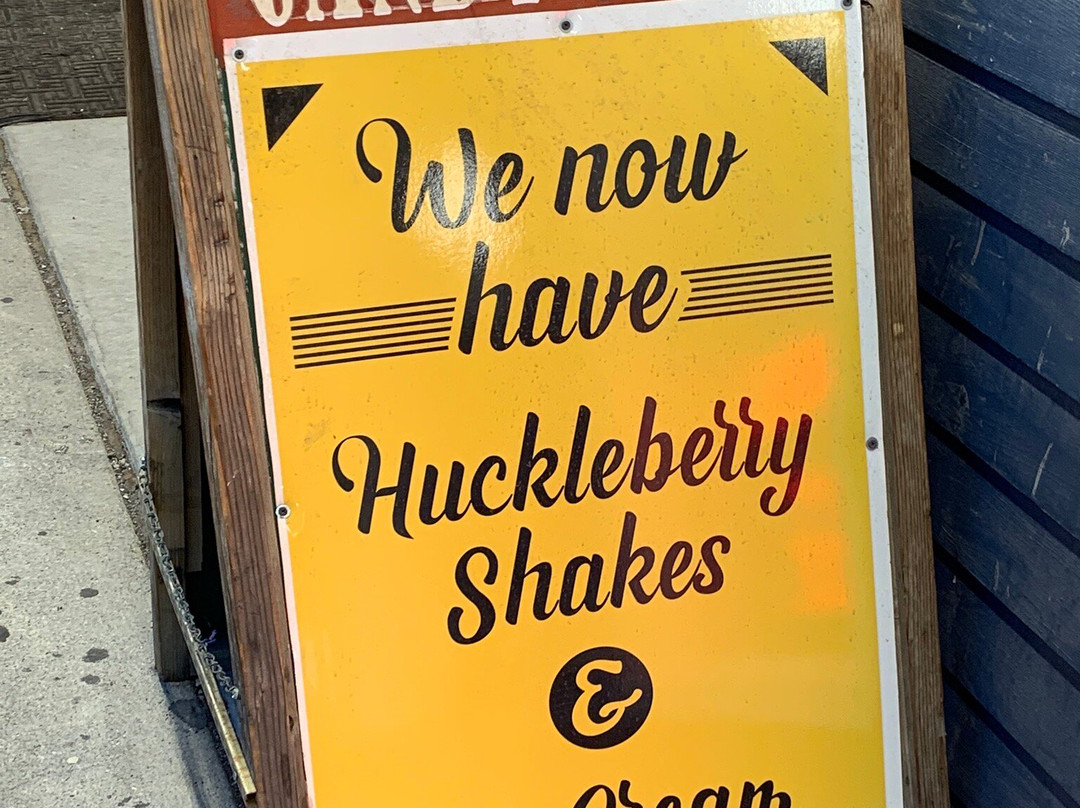 We now
have
Huckleberry
Shakes
&